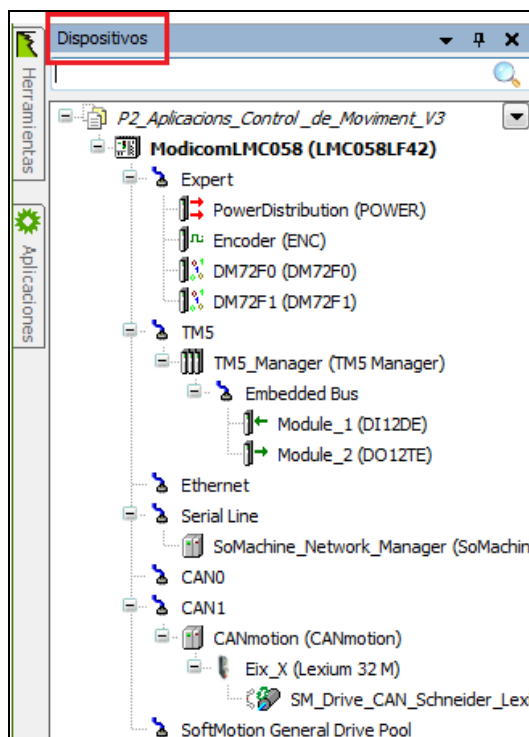 Dispositivos
Herramientas
P2_Aplicacions_Control_de_Moviment_V3
ModicomLMC058 (LMC058LF42)
Expert
PowerDistribution (POWER)
Encoder (ENC)
DM72F0 (DM72F0)
DM72F1 (DM72F1)
Aplicaciones
TM5
TM5_Manager (TM5 Manager)
Embedded Bus
Module_1 (DI12DE)
Module_2 (DO12TE)
Ethernet
Serial Line
SoMachine_Network_Manager (SoMachin
CAN0
CAN1
CANmotion (CANmotion)
Eix_X (Lexium 32 M)
SM_Drive_CAN_Schneider_Lex
SoftMotion General Drive Pool